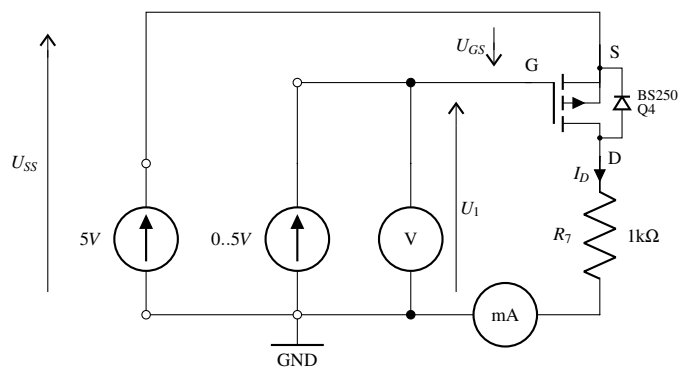 U_GS
S
G
BS250
Q4
D
I_D
U_SS
U_1
5V
0..5V
V
R_7
1kΩ
mA
GND